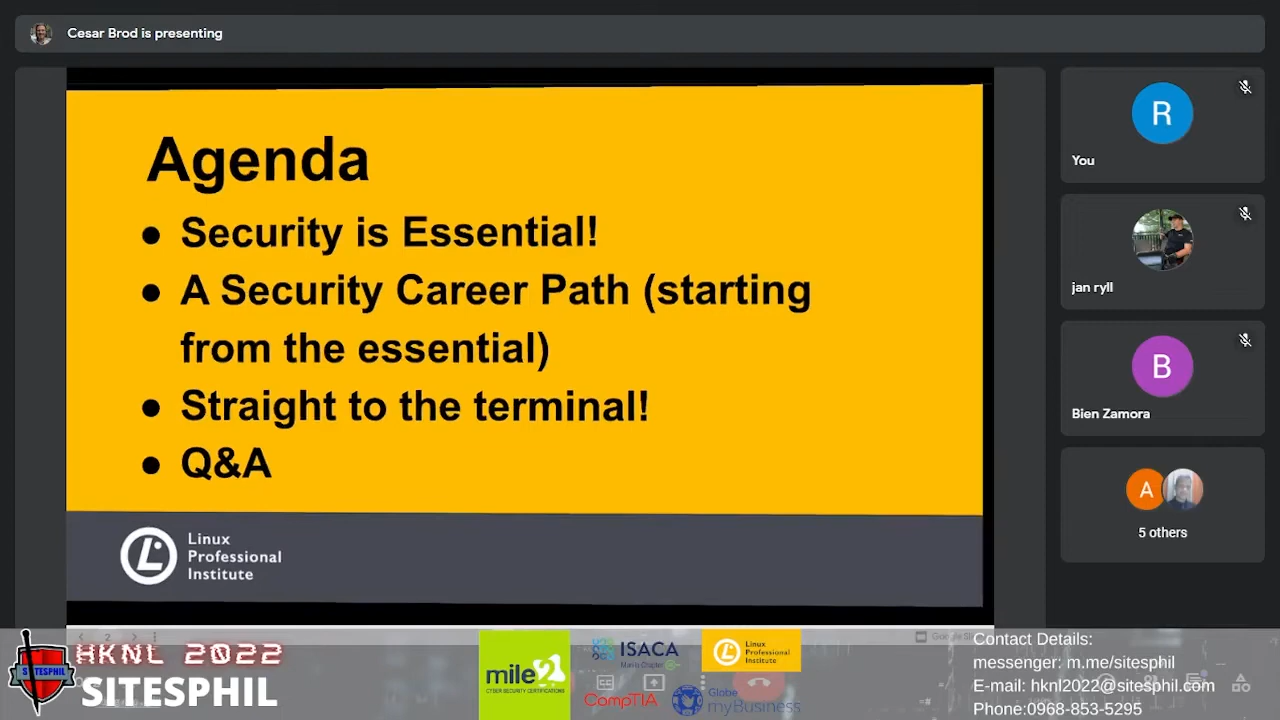 Cesar Brod is presenting
Agenda
● Security is Essential!
● A Security Career Path (starting
from the essential)
● Straight to the terminal!
● Q&A
Linux
Professional
Institute
R
You
jan ryll
B
Bien Zamora
A
5 others
2
SITESPHIL
HKNL 2022
SITESPHIL
mile2
CYBER SECURITY CERTIFICATIONS
ISACA
Manila Chapter
CompTIA
Linux
Professional
Institute
Globe
myBusiness
Contact Details:
messenger: m.me/sitesphil
E-mail: hknl2022@sitesphil.com
Phone:0968-853-5295